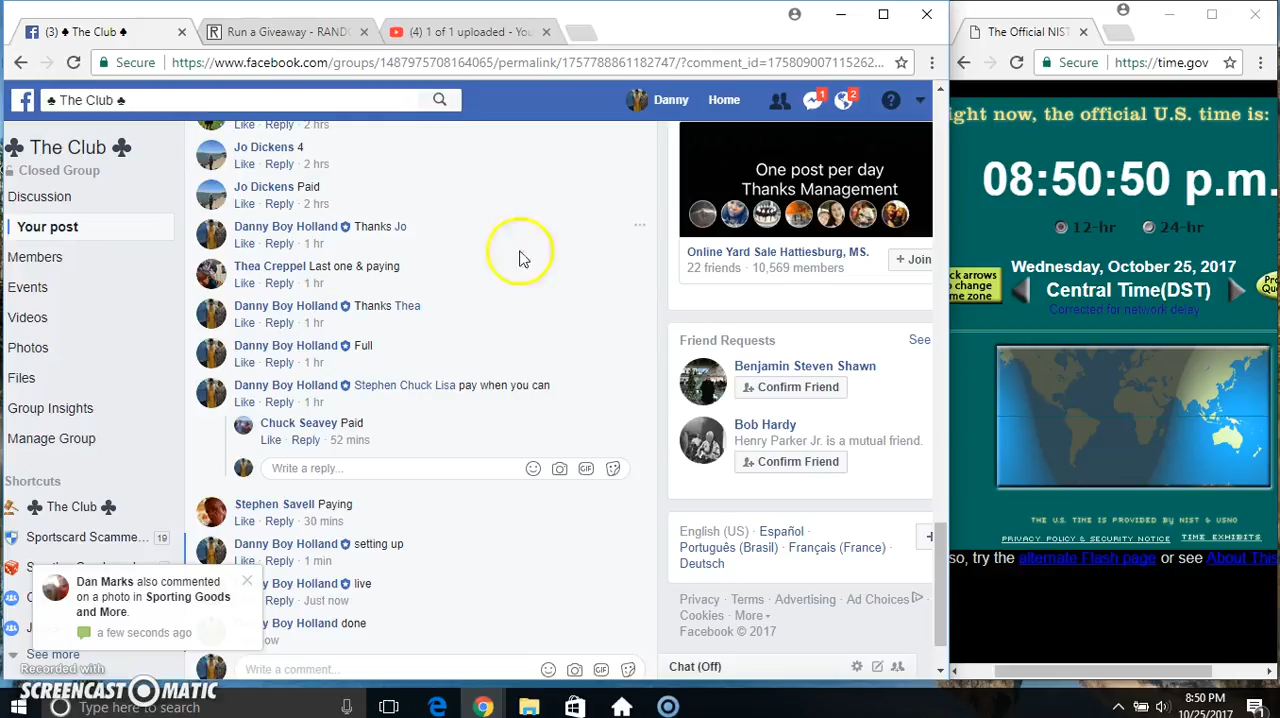 (3) ♣ The Club ♣
Run a Giveaway - RAND
(4) 1 of 1 uploaded - You
The Official NIST
Secure
https://www.facebook.com/groups/1487975708164065/permalink/1757788861182747/?comment_id=175809007115262...
Secure
https://time.gov
♣ The Club ♣
Danny
Home
1
2
♣ The Club ♣
Closed Group
Discussion
Your post
Members
Events
Videos
Photos
Files
Group Insights
Manage Group
Shortcuts
♣ The Club ♣
Sportscard Scamme... 19
See more
Like · Reply · 2 hrs
Jo Dickens 4
Like · Reply · 2 hrs
Jo Dickens Paid
Like · Reply · 2 hrs
Danny Boy Holland Thanks Jo
Like · Reply · 1 hr
Thea Creppel Last one & paying
Like · Reply · 1 hr
Danny Boy Holland Thanks Thea
Like · Reply · 1 hr
Danny Boy Holland Full
Like · Reply · 1 hr
Danny Boy Holland Stephen Chuck Lisa pay when you can
Like · Reply · 1 hr
Chuck Seavey Paid
Like · Reply · 52 mins
Write a reply...
Stephen Savell Paying
Like · Reply · 30 mins
Danny Boy Holland setting up
Like · Reply · 1 min
Danny Boy Holland live
Reply · Just now
Boy Holland done
Write a comment...
Dan Marks also commented
on a photo in Sporting Goods
and More.
a few seconds ago
One post per day
Thanks Management
Online Yard Sale Hattiesburg, MS.
22 friends · 10,569 members
+ Join
Friend Requests
See
Benjamin Steven Shawn
Confirm Friend
Bob Hardy
Henry Parker Jr. is a mutual friend.
Confirm Friend
English (US) · Español ·
Português (Brasil) · Français (France) ·
Deutsch
Privacy · Terms · Advertising · Ad Choices
Cookies · More
Facebook © 2017
Chat (Off)
ight now, the official U.S. time is:
08:50:50 p.m.
12-hr
24-hr
Wednesday, October 25, 2017
ck arrows
o change
me zone
Central Time(DST)
Corrected for network delay
THE U.S. TIME IS PROVIDED BY NIST & USNO
PRIVACY POLICY & SECURITY NOTICE
TIME EXHIBITS
so, try the alternate Flash page or see About This
Recorded with
SCREENCAST-O-MATIC
Type here to search
8:50 PM
10/25/2017
1